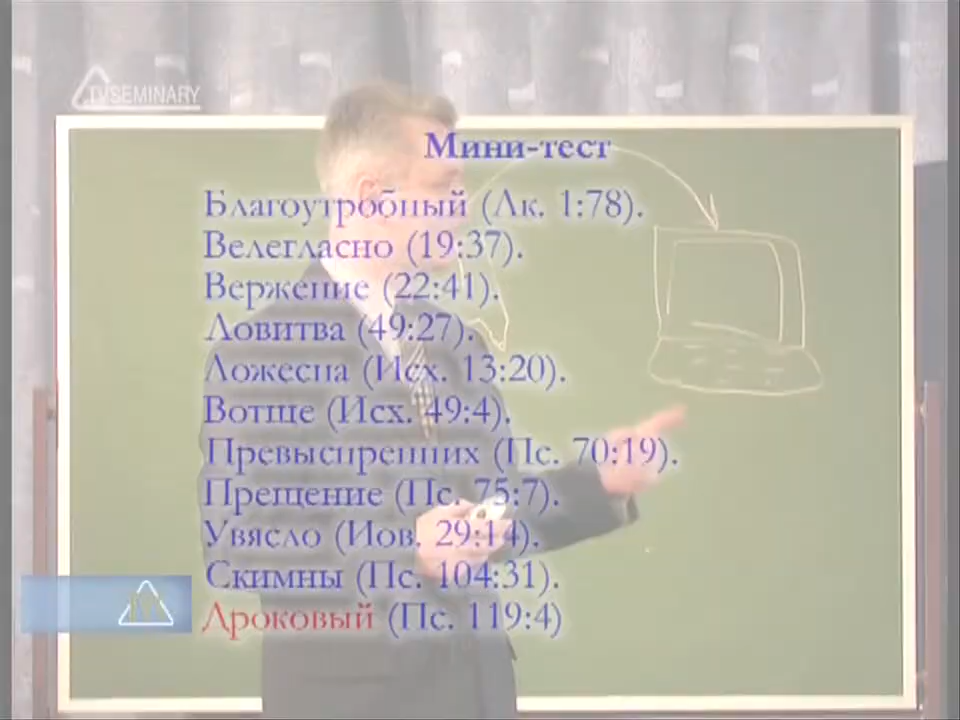 TVSEMINARY
Мини-тест
Благоутробный (Лк. 1:78).
Велегласно (19:37).
Вержение (22:41).
Ловитва (49:27).
Ложесна (Исх. 13:20).
Вотще (Исх. 49:4).
Превыспренних (Пс. 70:19).
Прещение (Пс. 75:7).
Увясло (Иов. 29:14).
Скимны (Пс. 104:31).
Дроковый (Пс. 119:4)